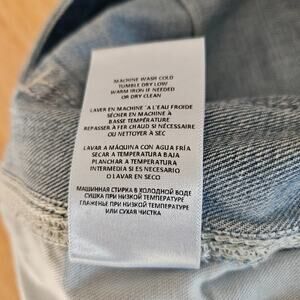 MACHINE WASH COLD
TUMBLE DRY LOW
WARM IRON IF NEEDED
OR DRY CLEAN
LAVER EN MACHINE 'A L'EAU FROIDE
SÉCHER EN MACHINE À
BASSE TEMPÉRATURE
REPASSER À FER CHAUD SI NÉCESSAIRE
OU NETTOYER À SEC
LAVAR A MÁQUINA CON AGUA FRÍA
SECAR A TEMPERATURA BAJA
PLANCHAR A TEMPERATURA
INTERMEDIA SI ES NECESARIO
O LAVAR EN SECO
МАШИННАЯ СТИРКА В ХОЛОДНОЙ ВОДЕ
СУШКА ПРИ НИЗКОЙ ТЕМПЕРАТУРЕ
ГЛАЖЕНЬЕ ПРИ НИЗКОЙ ТЕМПЕРАТУРЕ
ИЛИ СУХАЯ ЧИСТКА